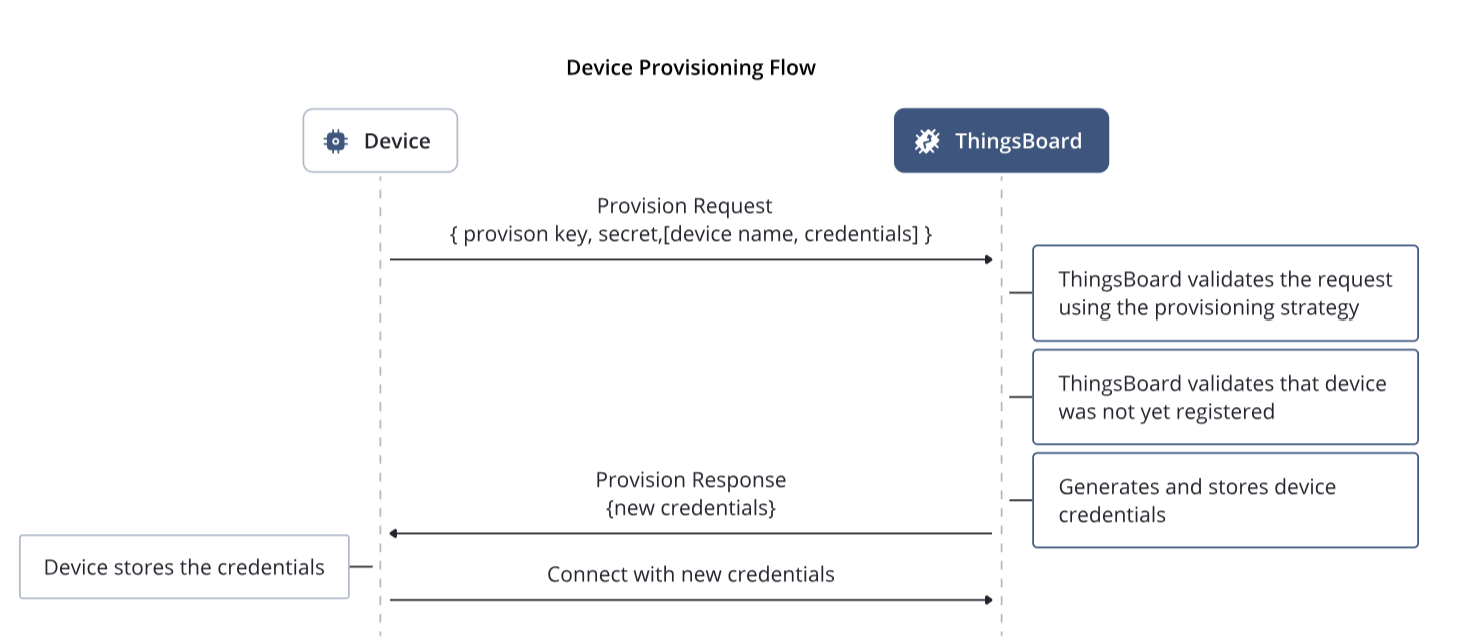 Device Provisioning Flow
Device
ThingsBoard
Provision Request
{ provison key, secret,[device name, credentials] }
ThingsBoard validates the request
using the provisioning strategy
ThingsBoard validates that device
was not yet registered
Provision Response
{new credentials}
Generates and stores device
credentials
Device stores the credentials
Connect with new credentials